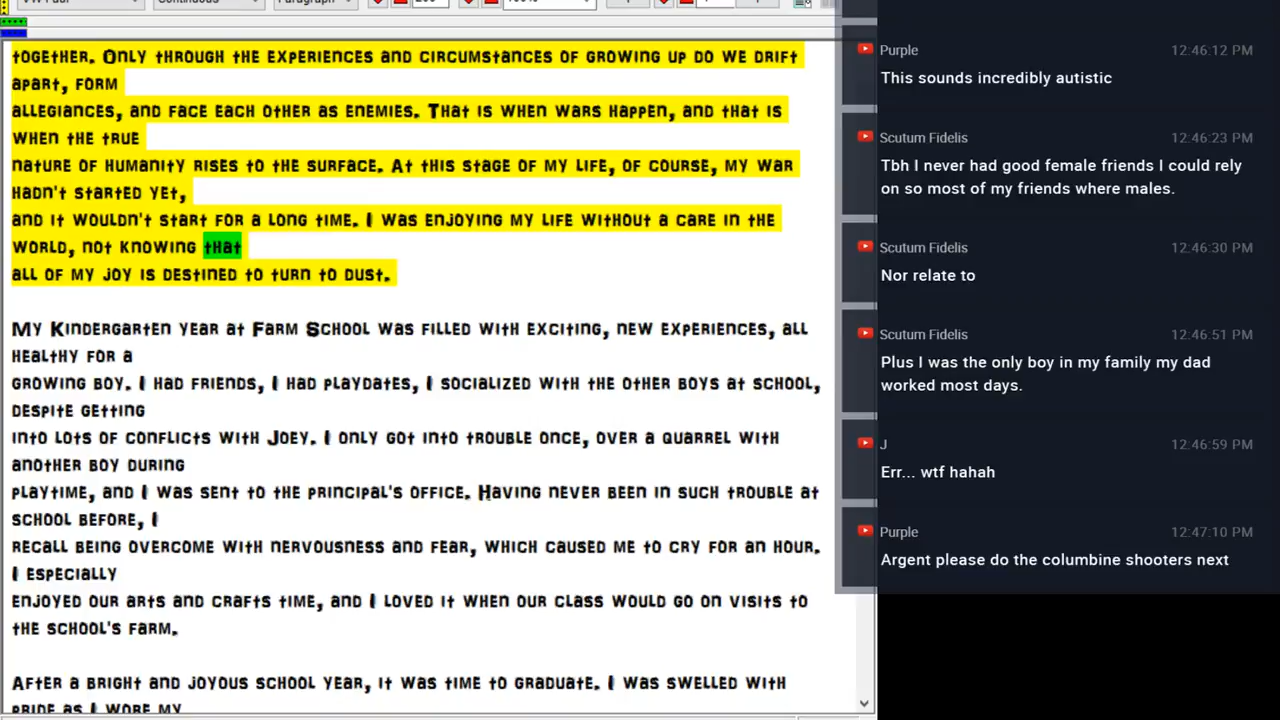 Continuous
Paragraph
together. Only through the experiences and circumstances of growing up do we drift
apart, form
allegiances, and face each other as enemies. That is when wars happen, and that is
when the true
nature of humanity rises to the surface. At this stage of my life, of course, my war
hadn't started yet,
and it wouldn't start for a long time. I was enjoying my life without a care in the
world, not knowing that
all of my joy is destined to turn to dust.
My Kindergarten year at Farm School was filled with exciting, new experiences, all
healthy for a
growing boy. I had friends, I had playdates, I socialized with the other boys at school,
despite getting
into lots of conflicts with Joey. I only got into trouble once, over a quarrel with
another boy during
playtime, and I was sent to the principal's office. Having never been in such trouble at
school before, I
recall being overcome with nervousness and fear, which caused me to cry for an hour.
I especially
enjoyed our arts and crafts time, and I loved it when our class would go on visits to
the school's farm.
After a bright and joyous school year, it was time to graduate. I was swelled with
pride as I wore my
Purple 12:46:12 PM
This sounds incredibly autistic
Scutum Fidelis 12:46:23 PM
Tbh I never had good female friends I could rely
on so most of my friends where males.
Scutum Fidelis 12:46:30 PM
Nor relate to
Scutum Fidelis 12:46:51 PM
Plus I was the only boy in my family my dad
worked most days.
J 12:46:59 PM
Err... wtf hahah
Purple 12:47:10 PM
Argent please do the columbine shooters next